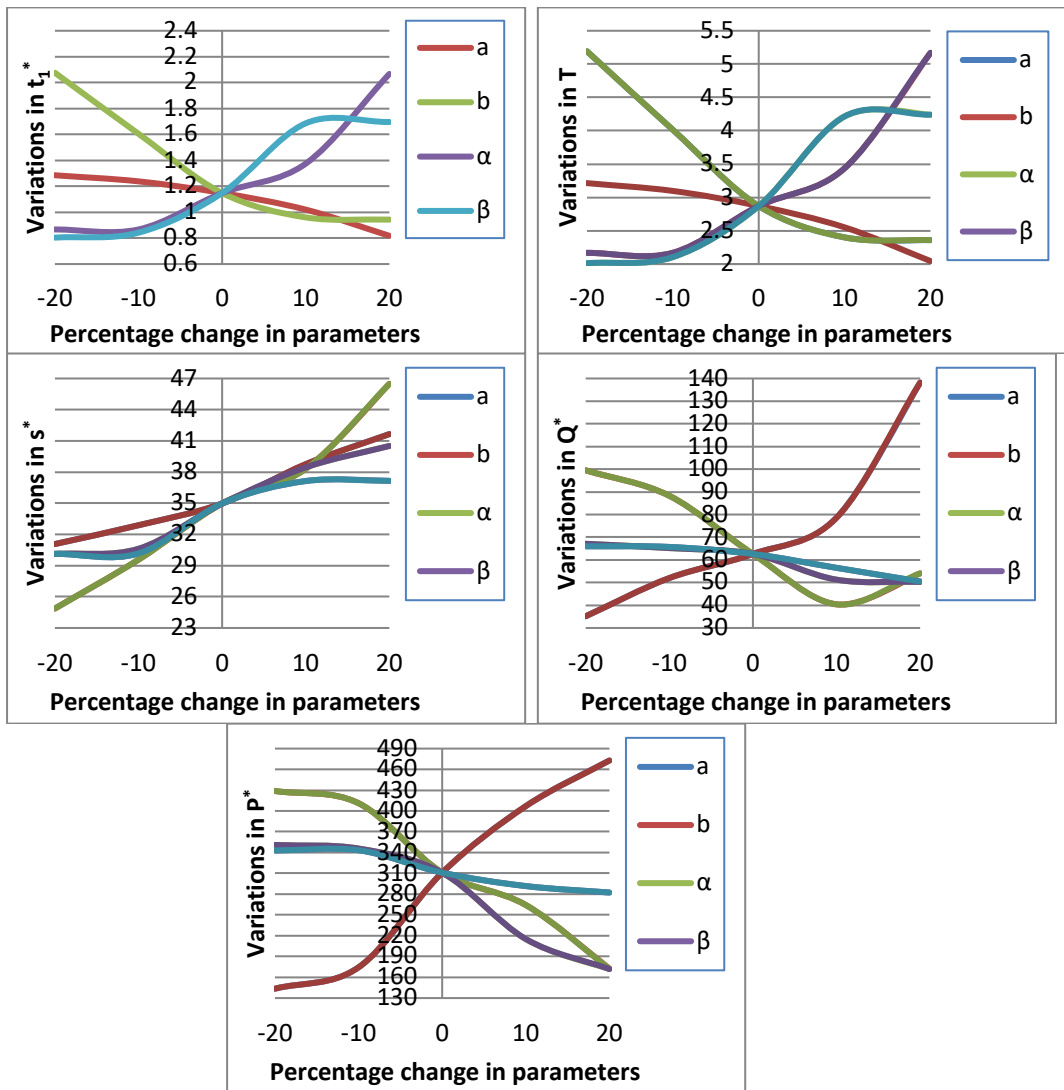 Variations in t₁*
2.4
2.2
2
1.8
1.6
1.4
1.2
1
0.8
0.6
-20 -10 0 10 20
Percentage change in parameters
a
b
α
β
Variations in T
5.5
5
4.5
4
3.5
3
2.5
2
-20 -10 0 10 20
Percentage change in parameters
a
b
α
β
Variations in s*
47
44
41
38
35
32
29
26
23
-20 -10 0 10 20
Percentage change in parameters
a
b
α
β
Variations in Q*
140
130
120
110
100
90
80
70
60
50
40
30
-20 -10 0 10 20
Percentage change in parameters
a
b
α
β
Variations in P*
490
460
430
400
370
340
310
280
250
220
190
160
130
-20 -10 0 10 20
Percentage change in parameters
a
b
α
β